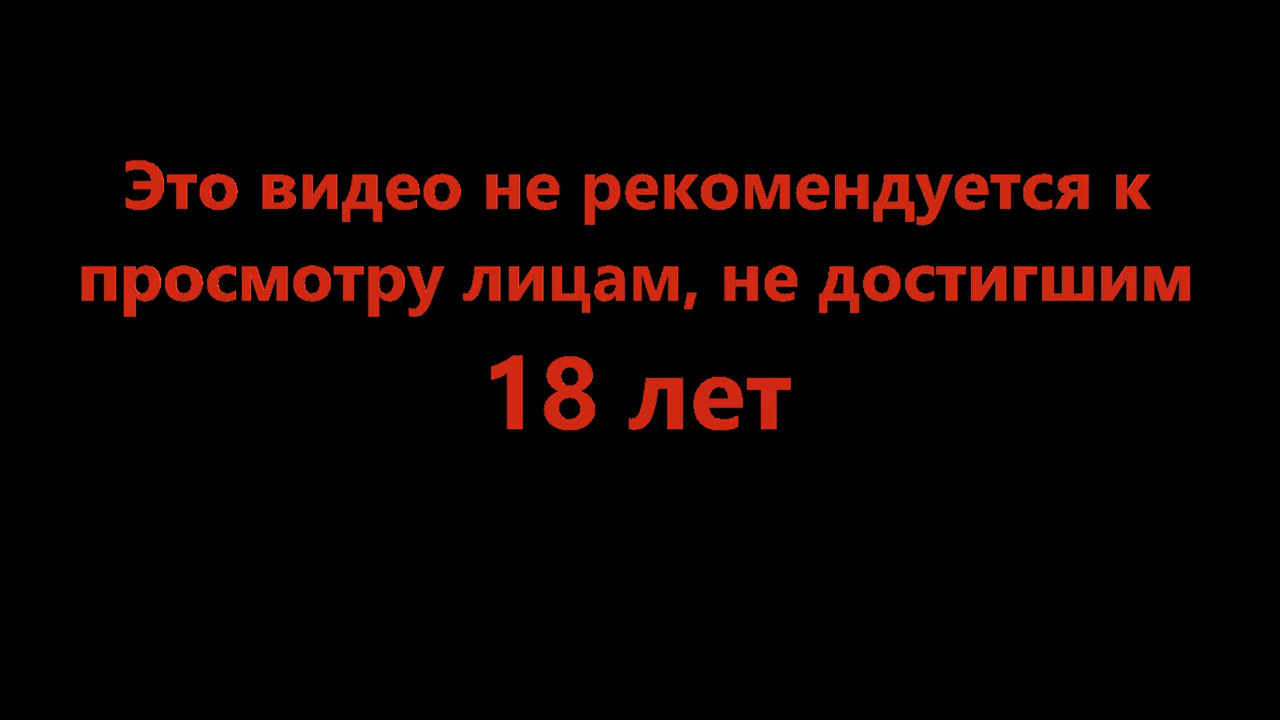 Это видео не рекомендуется к
просмотру лицам, не достигшим
18 лет